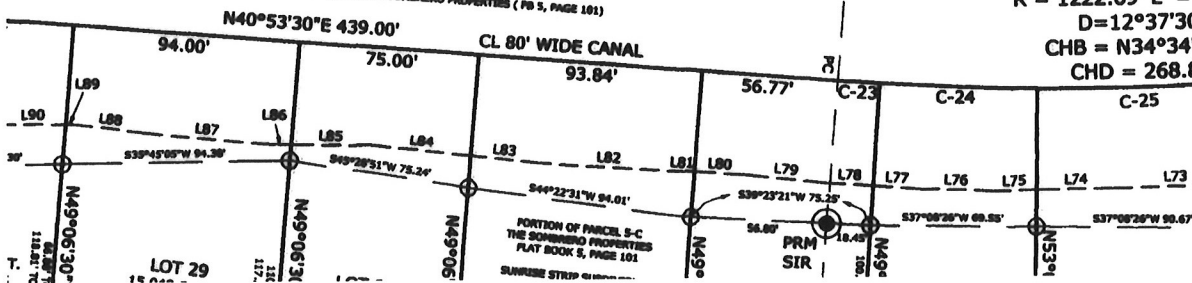 PROPERTIES ( PB 5, PAGE 101)
N40°53'30"E 439.00'
CL 80' WIDE CANAL
94.00'
75.00'
93.84'
56.77'
PC
C-23
C-24
C-25
D=12°37'30
CHB = N34°34'
CHD = 268.8
L90
L89
L88
L87
L86
L85
L84
L83
L82
L81
L80
L79
L78
L77
L76
L75
L74
L73
S35°45'05"W 94.38'
S45°28'51"W 75.24'
S44°22'31"W 94.01'
S39°23'21"W 75.25'
56.80'
18.45'
S37°08'26"W 69.55'
S37°08'26"W 90.67'
N49°06'30"
N49°06'30
N49°06'
N49°
N49°
N53°
PRM
SIR
PORTION OF PARCEL 5-C
THE SOMBRERO PROPERTIES
PLAT BOOK 5, PAGE 101
SUNRISE STRIP
T.
LOT 29